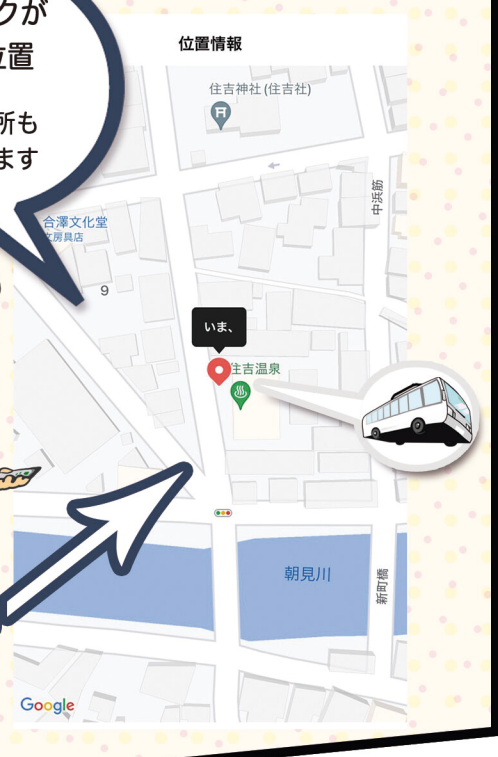 クが
位置
所も
ます
位置情報
住吉神社(住吉社)
中浜筋
合澤文化堂
文房具店
9
いま、
住吉温泉
朝見川
新町橋
Google